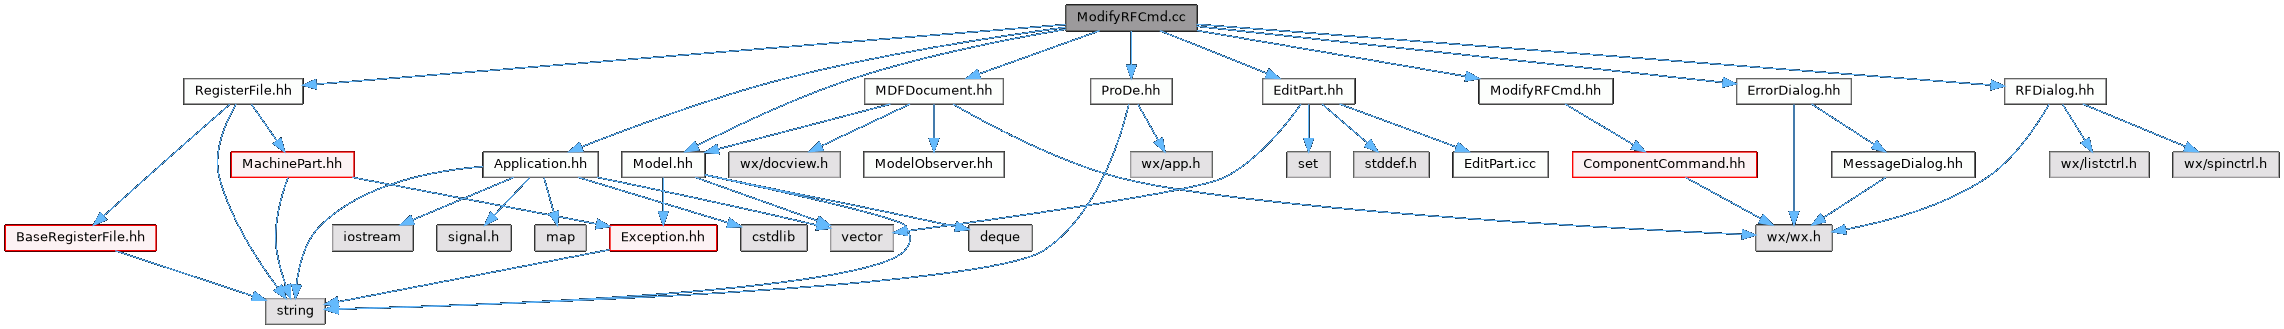 ModifyRFCmd.cc
RegisterFile.hh
MDFDocument.hh
ProDe.hh
EditPart.hh
ModifyRFCmd.hh
ErrorDialog.hh
RFDialog.hh
MachinePart.hh
Application.hh
Model.hh
wx/docview.h
ModelObserver.hh
wx/app.h
set
stddef.h
EditPart.icc
ComponentCommand.hh
MessageDialog.hh
wx/listctrl.h
wx/spinctrl.h
BaseRegisterFile.hh
iostream
signal.h
map
Exception.hh
cstdlib
vector
deque
wx/wx.h
string